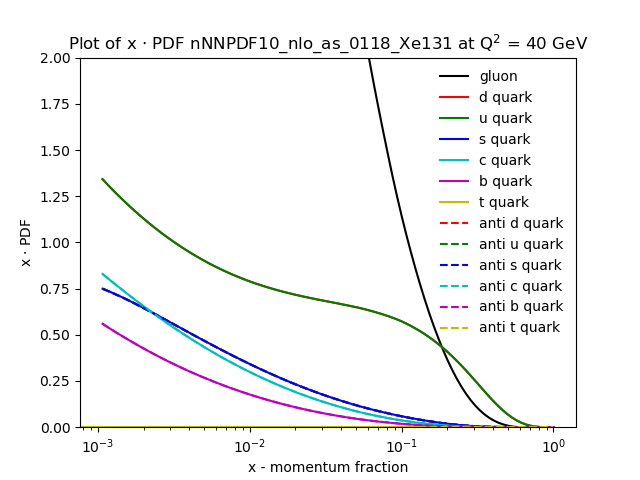 Plot of x · PDF nNNPDF10_nlo_as_0118_Xe131 at Q² = 40 GeV
2.00
1.75
1.50
1.25
1.00
0.75
0.50
0.25
0.00
x · PDF
gluon
d quark
u quark
s quark
c quark
b quark
t quark
anti d quark
anti u quark
anti s quark
anti c quark
anti b quark
anti t quark
10⁻³ 10⁻² 10⁻¹ 10⁰
x - momentum fraction